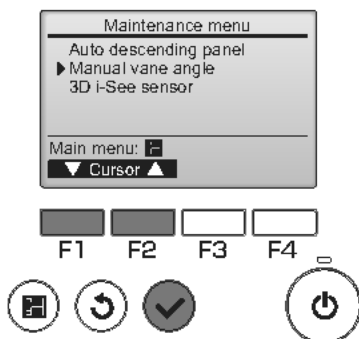 Maintenance menu
Auto descending panel
Manual vane angle
3D i-See sensor
Main menu:
Cursor
F1 F2 F3 F4